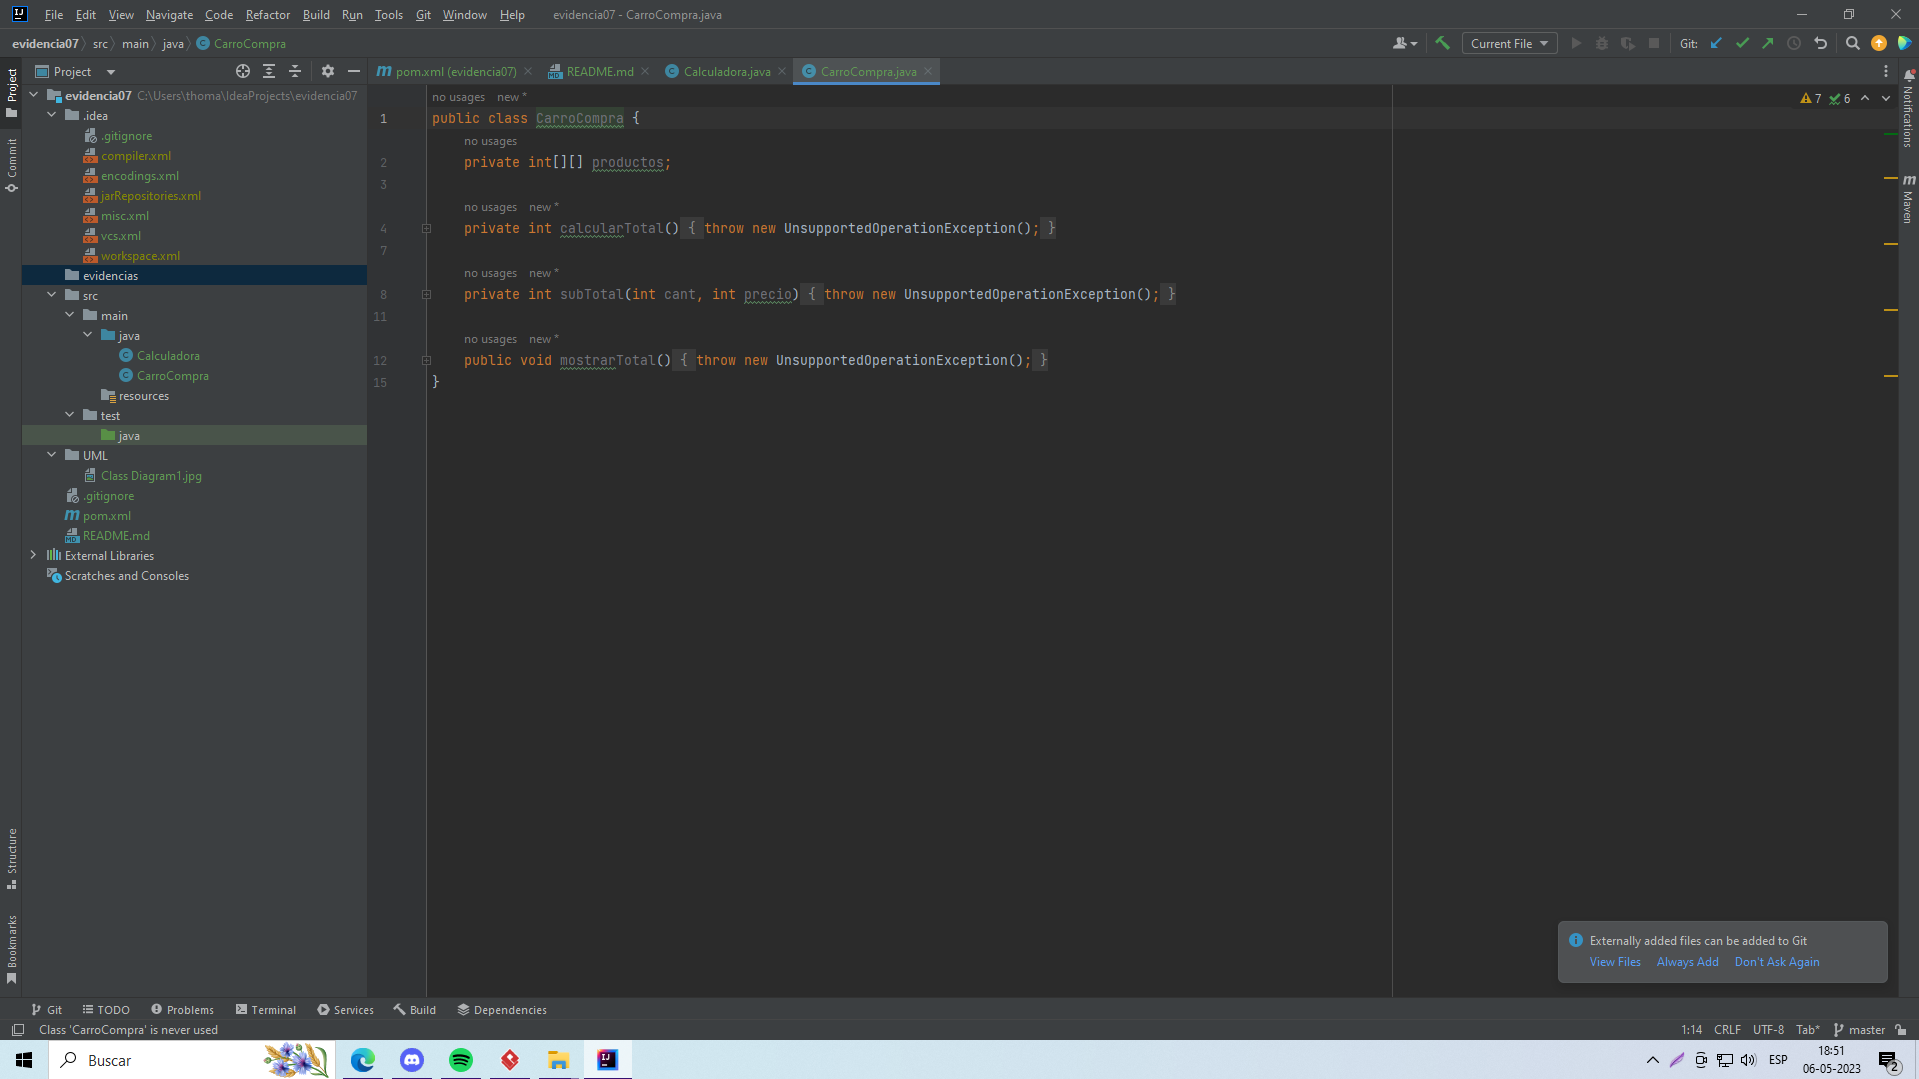 File Edit View Navigate Code Refactor Build Run Tools Git Window Help evidencia07 - CarroCompra.java
evidencia07 src main java CarroCompra
Current File Git:
Project
pom.xml (evidencia07) README.md Calculadora.java CarroCompra.java
Project
Commit
Structure
Bookmarks
evidencia07 C:\Users\thoma\IdeaProjects\evidencia07
.idea
.gitignore
compiler.xml
encodings.xml
jarRepositories.xml
misc.xml
vcs.xml
workspace.xml
evidencias
src
main
java
Calculadora
CarroCompra
resources
test
java
UML
Class Diagram1.jpg
.gitignore
pom.xml
README.md
External Libraries
Scratches and Consoles
no usages new *
7 6
1 public class CarroCompra {
no usages
2 private int[][] productos;
3
no usages new *
4 private int calcularTotal() { throw new UnsupportedOperationException(); }
7
no usages new *
8 private int subTotal(int cant, int precio) { throw new UnsupportedOperationException(); }
11
no usages new *
12 public void mostrarTotal() { throw new UnsupportedOperationException(); }
15 }
Notifications
Maven
Externally added files can be added to Git
View Files Always Add Don't Ask Again
Git TODO Problems Terminal Services Build Dependencies
Class 'CarroCompra' is never used 1:14 CRLF UTF-8 Tab* master
Buscar
ESP
18:51
06-05-2023
2